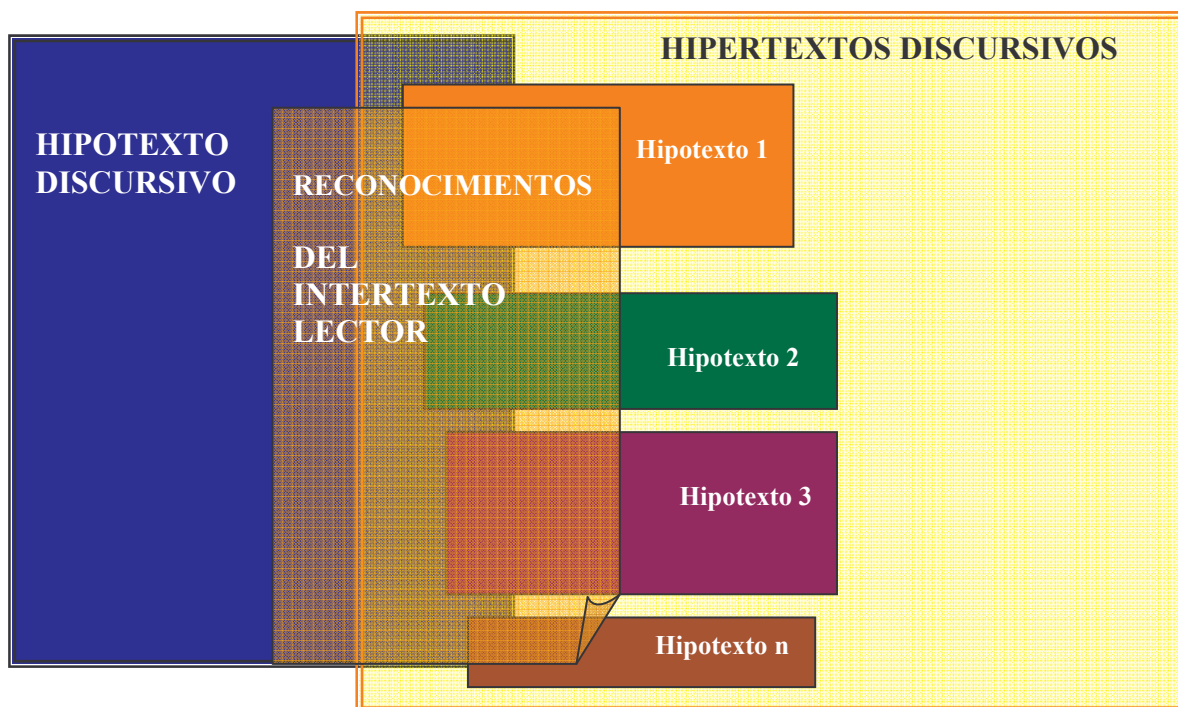 HIPERTEXTOS DISCURSIVOS
HIPOTEXTO
DISCURSIVO
RECONOCIMIENTOS
DEL
INTERTEXTO
LECTOR
Hipotexto 1
Hipotexto 2
Hipotexto 3
Hipotexto n